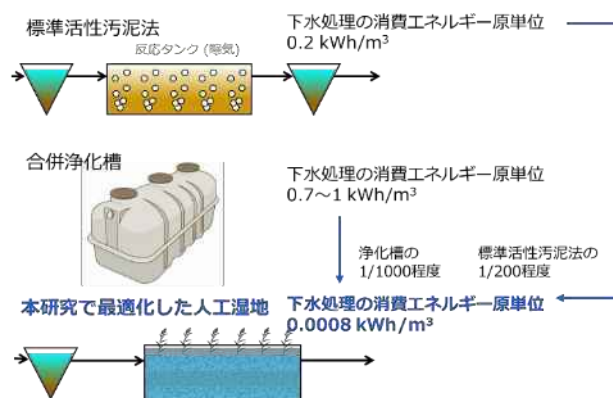 標準活性汚泥法
反応タンク (曝気)
下水処理の消費エネルギー原単位
0.2 kWh/m³
合併浄化槽
下水処理の消費エネルギー原単位
0.7～1 kWh/m³
浄化槽の
1/1000程度
標準活性汚泥法の
1/200程度
本研究で最適化した人工湿地
下水処理の消費エネルギー原単位
0.0008 kWh/m³